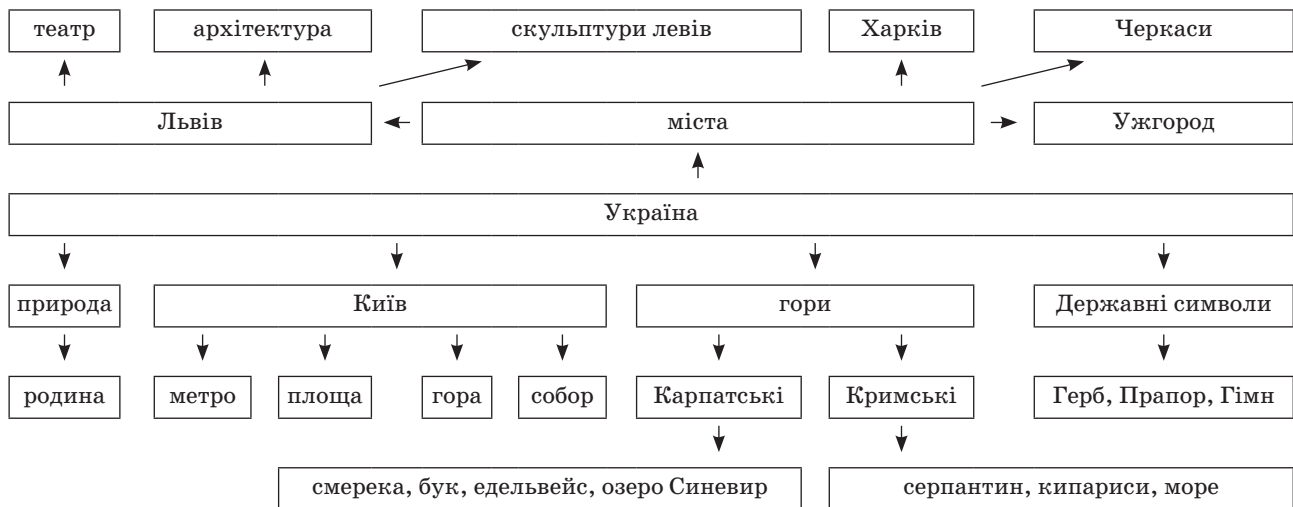 театр
архітектура
скульптури левів
Харків
Черкаси
Львів
міста
Ужгород
Україна
природа
Київ
гори
Державні символи
родина
метро
площа
гора
собор
Карпатські
Кримські
Герб, Прапор, Гімн
смерека, бук, едельвейс, озеро Синевир
серпантин, кипариси, море